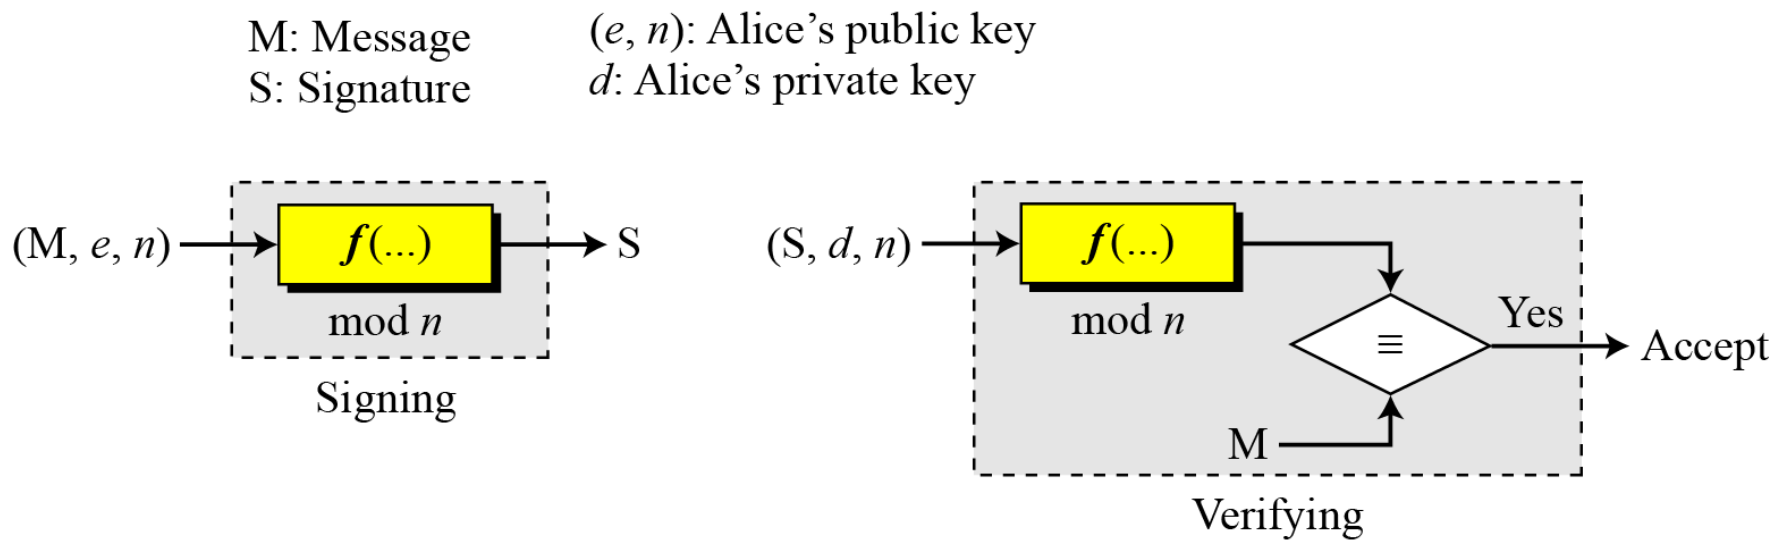 M: Message
S: Signature
(e, n): Alice’s public key
d: Alice’s private key
(M, e, n)
f(...)
mod n
S
Signing
(S, d, n)
f(...)
mod n
≡
Yes
Accept
M
Verifying